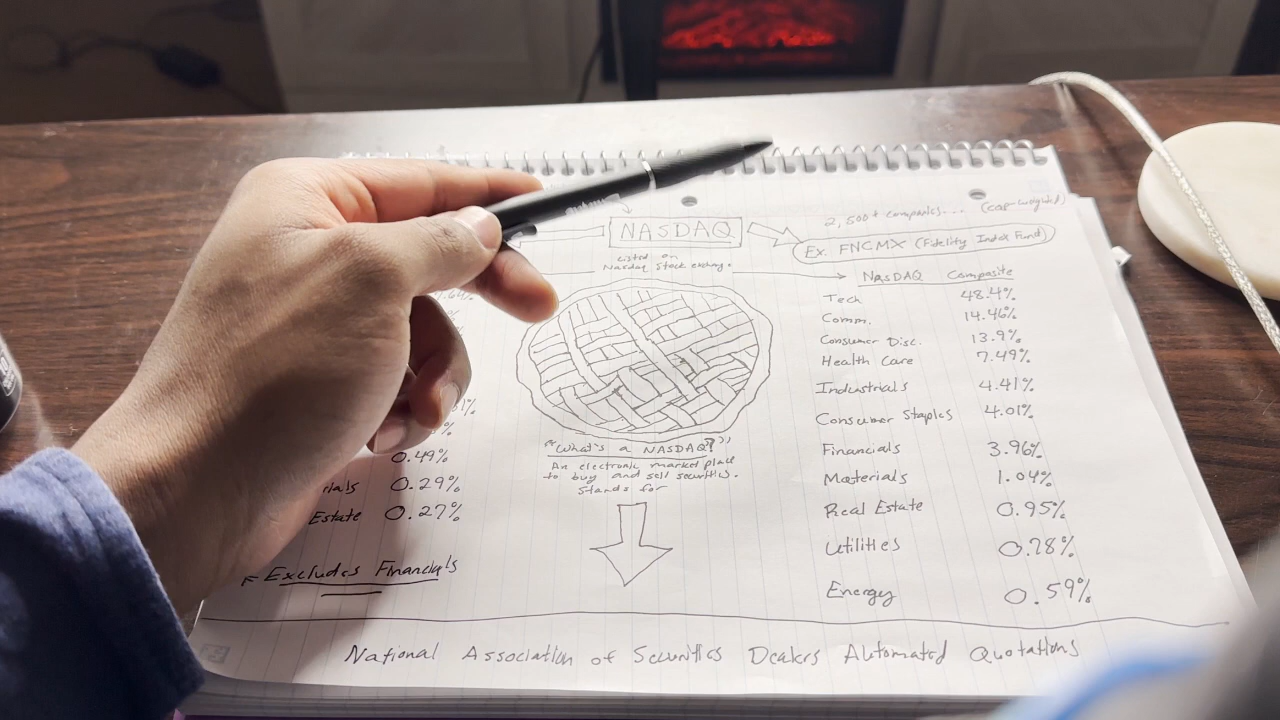 NASDAQ
Listed on
Nasdaq Stock exchange
2,500+ companies... (cap-weighted)
Ex. FNCMX (Fidelity Index Fund)
NASDAQ Composite
Tech 48.4%
Comm. 14.46%
Consumer Disc. 13.9%
Health Care 7.49%
Industrials 4.41%
Consumer Staples 4.01%
Financials 3.96%
Materials 1.04%
Real Estate 0.95%
Utilities 0.78%
Energy 0.59%
"What's a NASDAQ?"
An electronic market place
to buy and sell securities.
Stands for
0.49%
rials 0.29%
Estate 0.27%
* Excludes Financials
National Association of Securities Dealers Automated Quotations